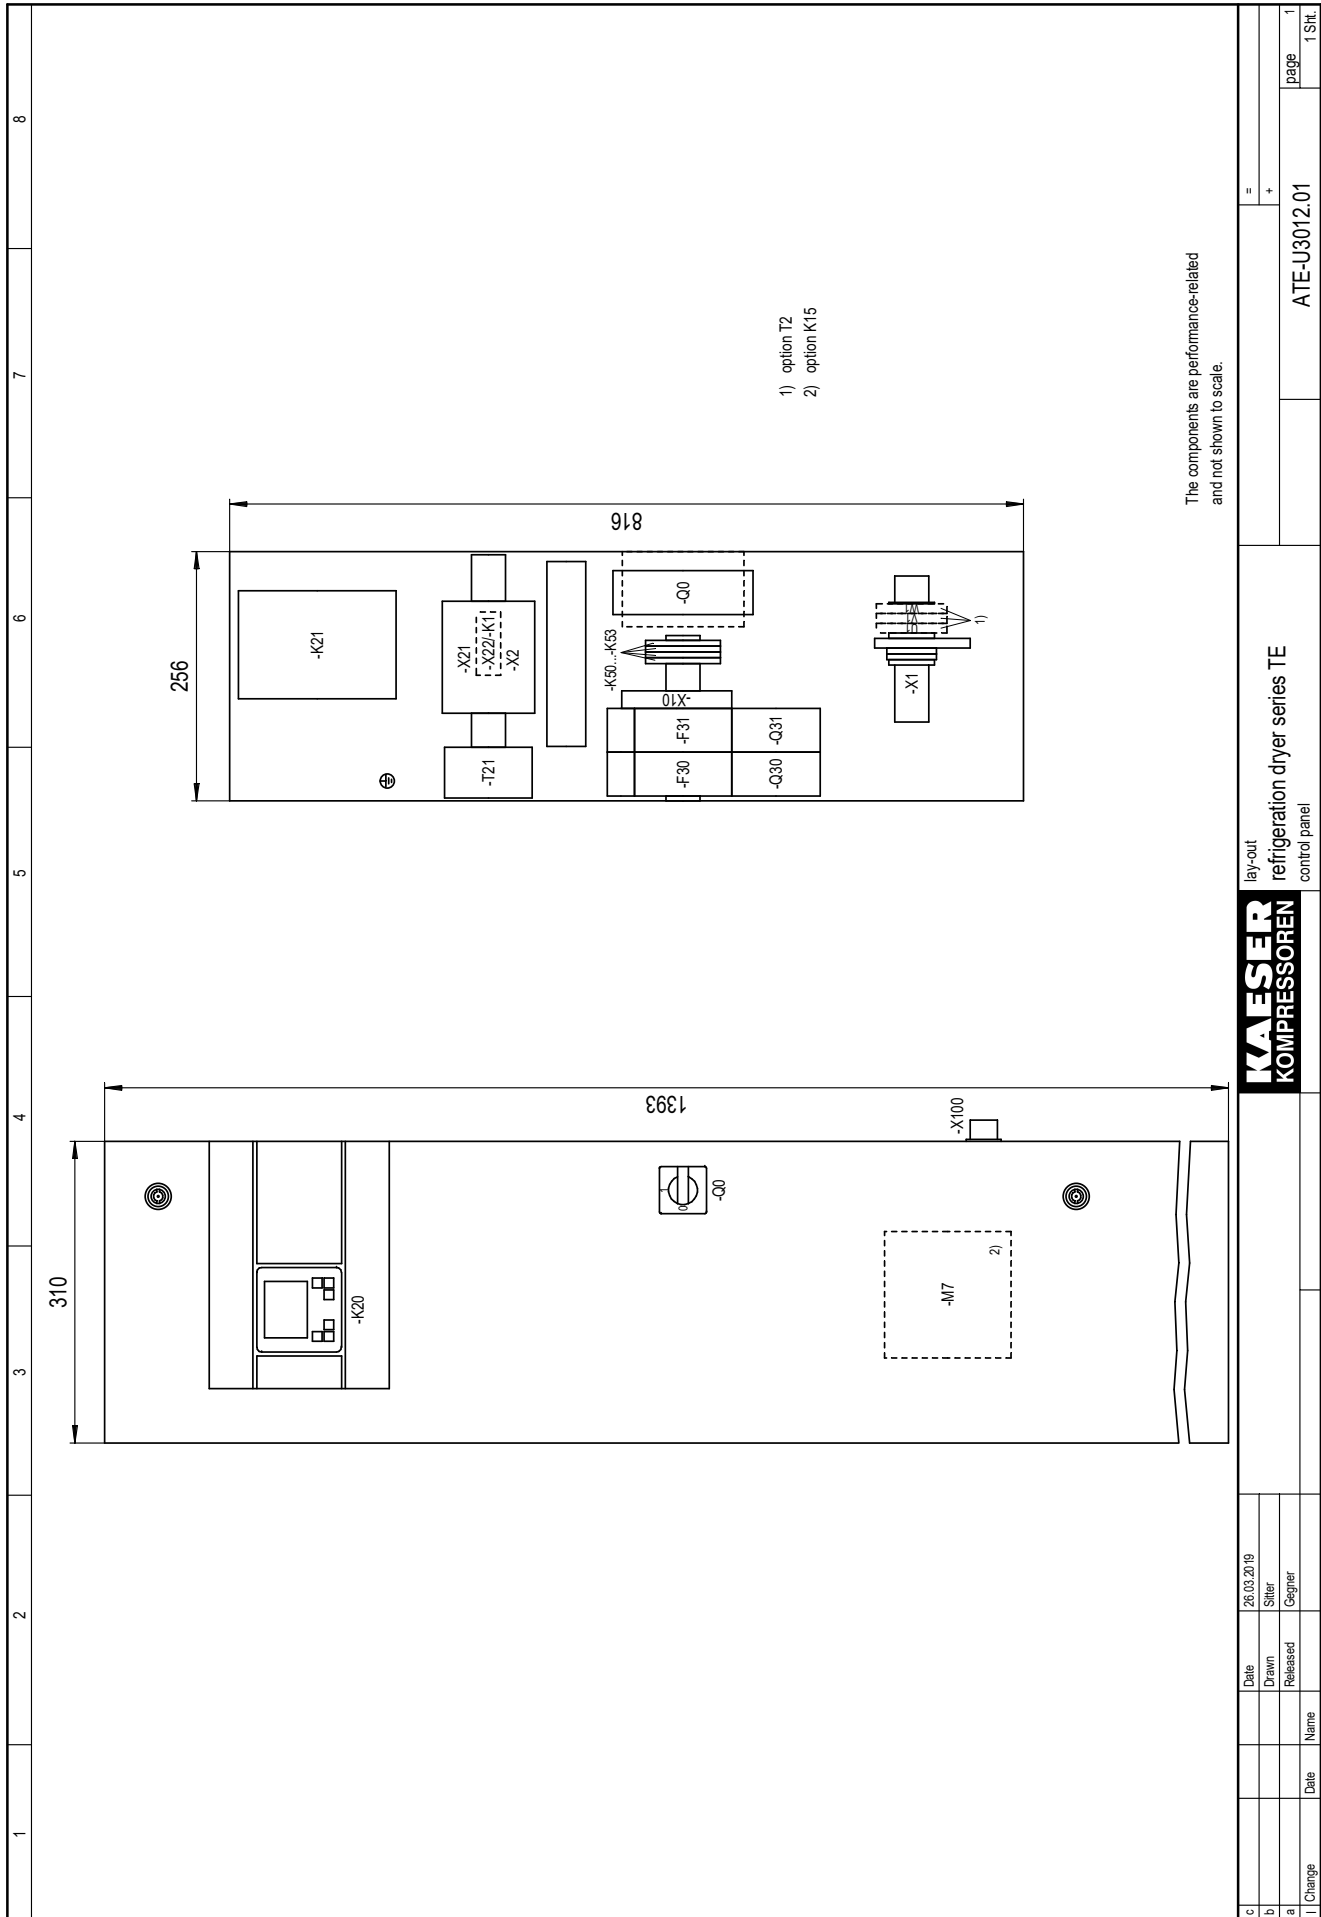 1
2
3
4
5
6
7
8
310
1393
-K20
-Q0
0
1
-M7
2)
-X100
256
816
-K21
-X21
-X22/-K1
-X2
-T21
-K50...-K53
-Q0
-X10
-F30
-F31
-Q30
-Q31
-X1
1)
1) option T2
2) option K15
The components are performance-related
and not shown to scale.
c
b
a
I
Change
Date
Name
Date
26.03.2019
Drawn
Sitter
Released
Gegner
KAESER
KOMPRESSOREN
lay-out
refrigeration dryer series TE
control panel
=
+
ATE-U3012.01
page
1
1 Sht.